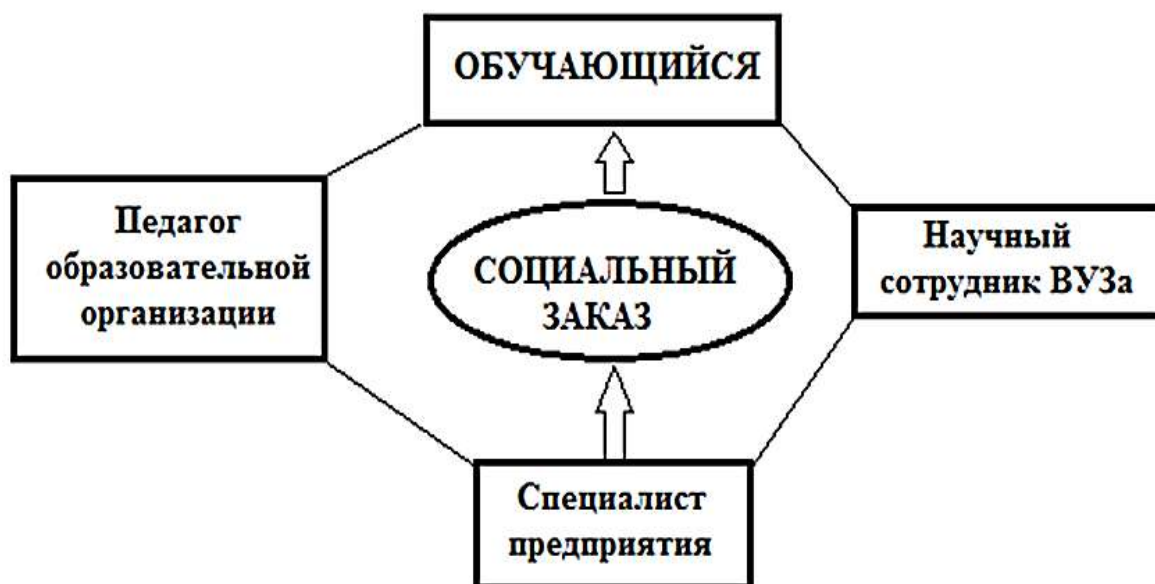 ОБУЧАЮЩИЙСЯ
Педагог
образовательной
организации
СОЦИАЛЬНЫЙ
ЗАКАЗ
Научный
сотрудник ВУЗа
Специалист
предприятия